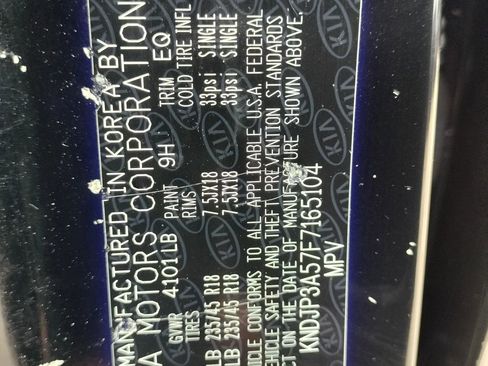 MANUFACTURED IN KOREA BY
A MOTORS CORPORATION
GVWR PAINT TRIM
4101LB 9H EQ
TIRES RIMS COLD TIRE INFL
LB 235/45 R18 7.5JX18 33psi SINGLE
LB 235/45 R18 7.5JX18 33psi SINGLE
EHICLE CONFORMS TO ALL APPLICABLE U.S.A. FEDERAL
VEHICLE SAFETY AND THEFT PREVENTION STANDARDS
ECT ON THE DATE OF MANUFACTURE SHOWN ABOVE,
KNDJP3A57F7165104
MPV